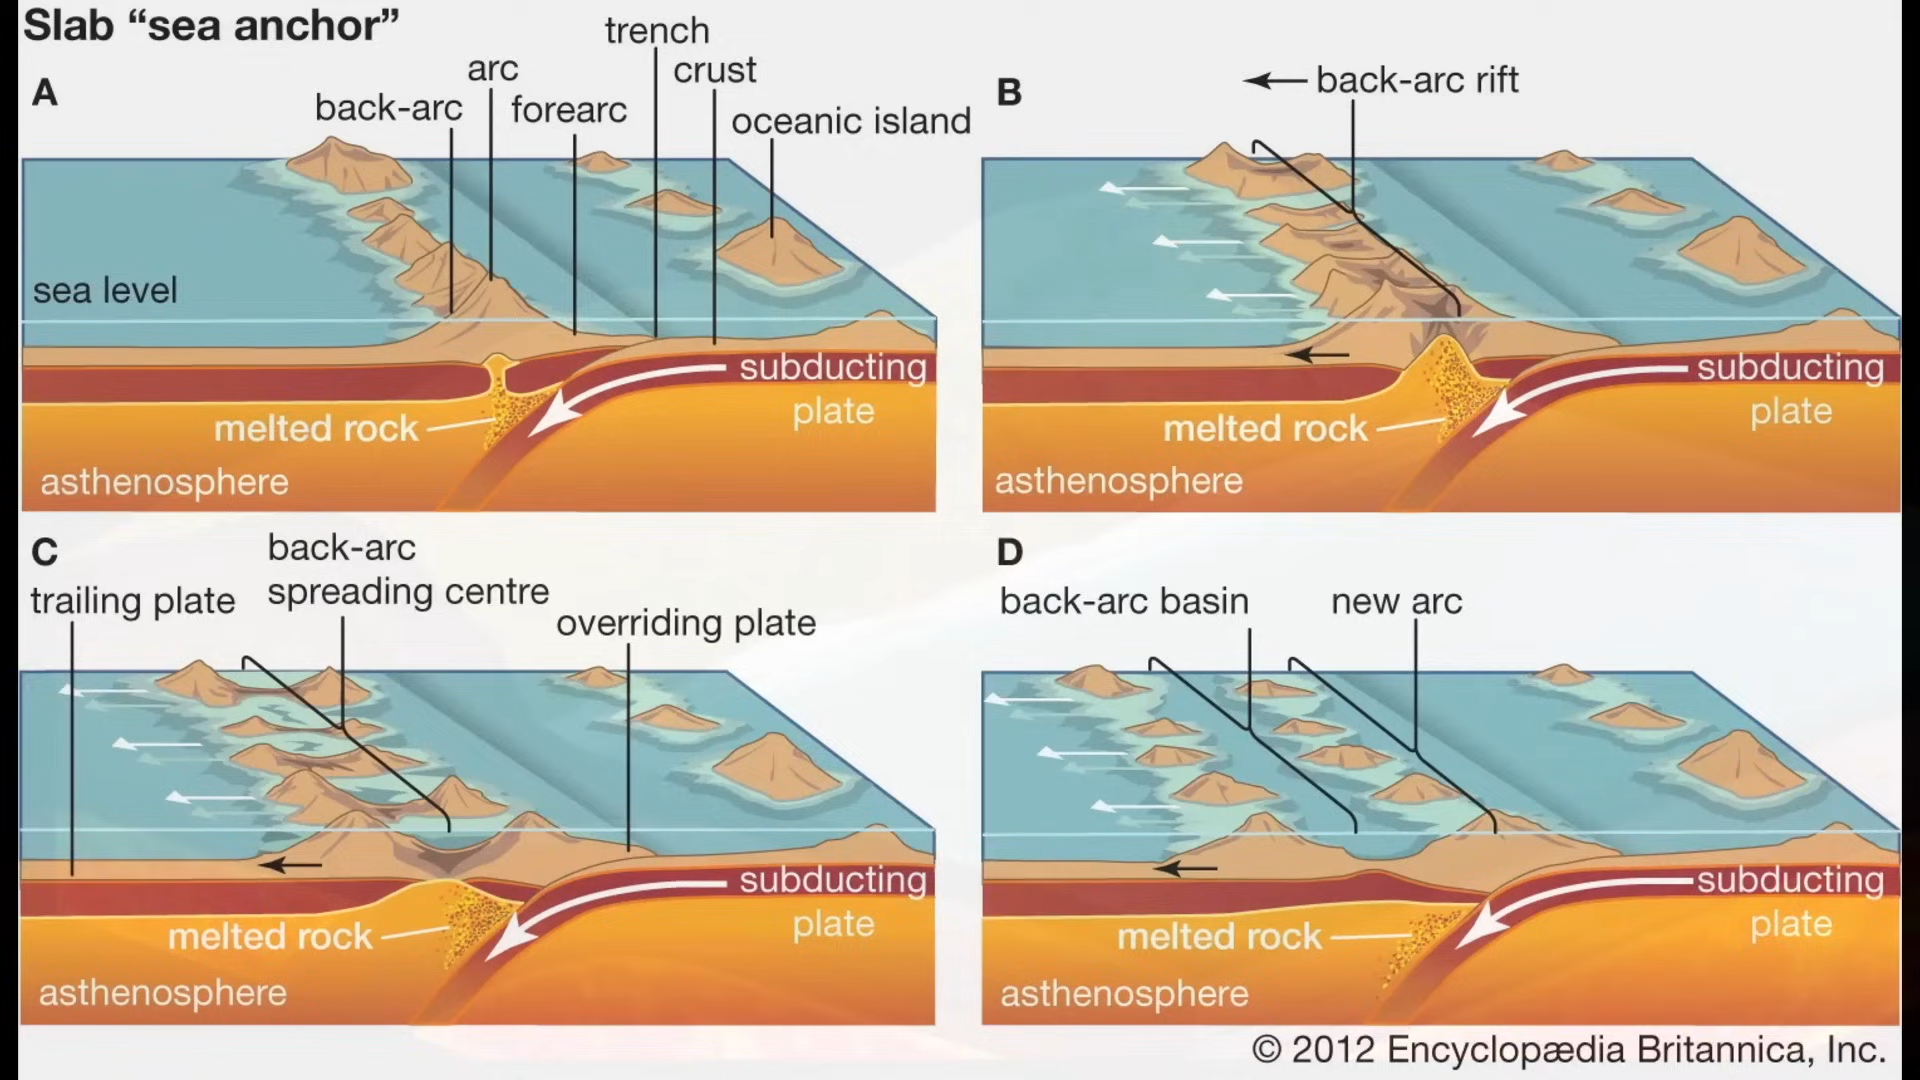 Slab “sea anchor”
A
trench
arc
crust
back-arc
forearc
oceanic island
sea level
subducting
plate
melted rock
asthenosphere
B
back-arc rift
subducting
plate
melted rock
asthenosphere
C
back-arc
spreading centre
trailing plate
overriding plate
subducting
plate
melted rock
asthenosphere
D
back-arc basin
new arc
subducting
plate
melted rock
asthenosphere
© 2012 Encyclopædia Britannica, Inc.